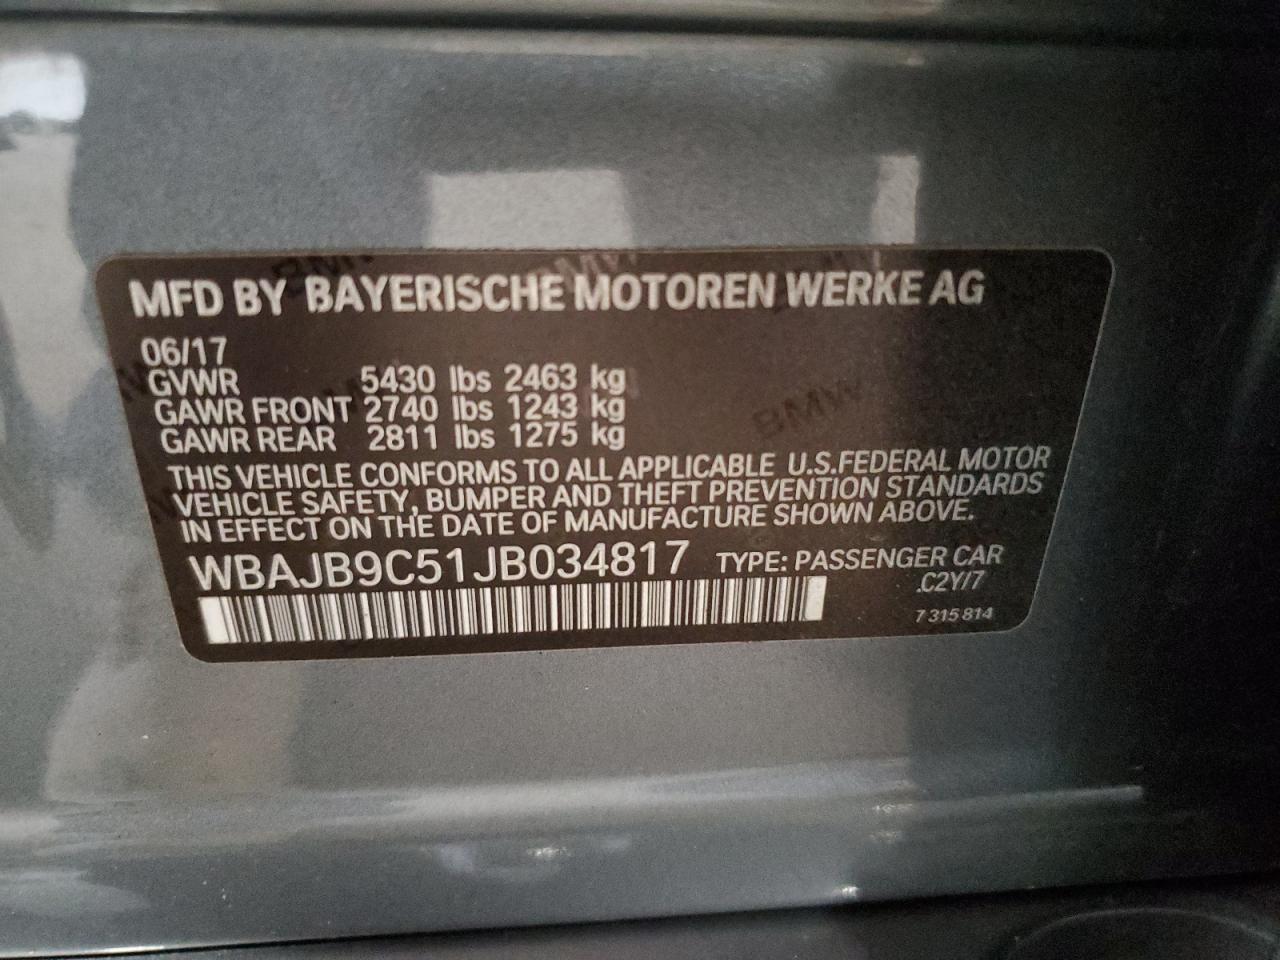 MFD BY BAYERISCHE MOTOREN WERKE AG
06/17
GVWR 5430 lbs 2463 kg
GAWR FRONT 2740 lbs 1243 kg
GAWR REAR 2811 lbs 1275 kg
THIS VEHICLE CONFORMS TO ALL APPLICABLE U.S.FEDERAL MOTOR
VEHICLE SAFETY, BUMPER AND THEFT PREVENTION STANDARDS
IN EFFECT ON THE DATE OF MANUFACTURE SHOWN ABOVE.
WBAJB9C51JB034817 TYPE: PASSENGER CAR
.C2Y/7
7 315 814